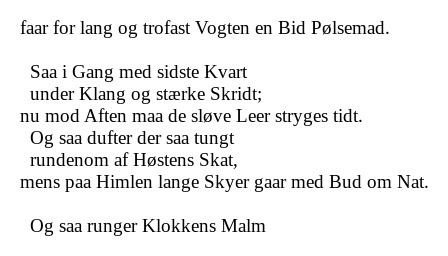 faar for lang og trofast Vogten en Bid Pølsemad.
Saa i Gang med sidste Kvart
under Klang og stærke Skridt;
nu mod Aften maa de sløve Leer stryges tidt.
Og saa dufter der saa tungt
rundenom af Høstens Skat,
mens paa Himlen lange Skyer gaar med Bud om Nat.
Og saa runger Klokkens Malm